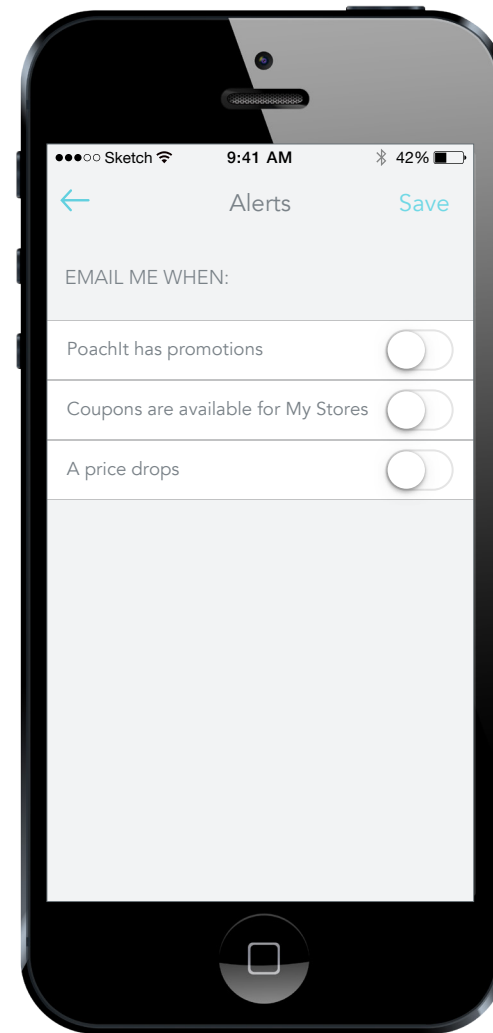 Sketch 9:41 AM 42%
Alerts Save
EMAIL ME WHEN:
PoachIt has promotions
Coupons are available for My Stores
A price drops